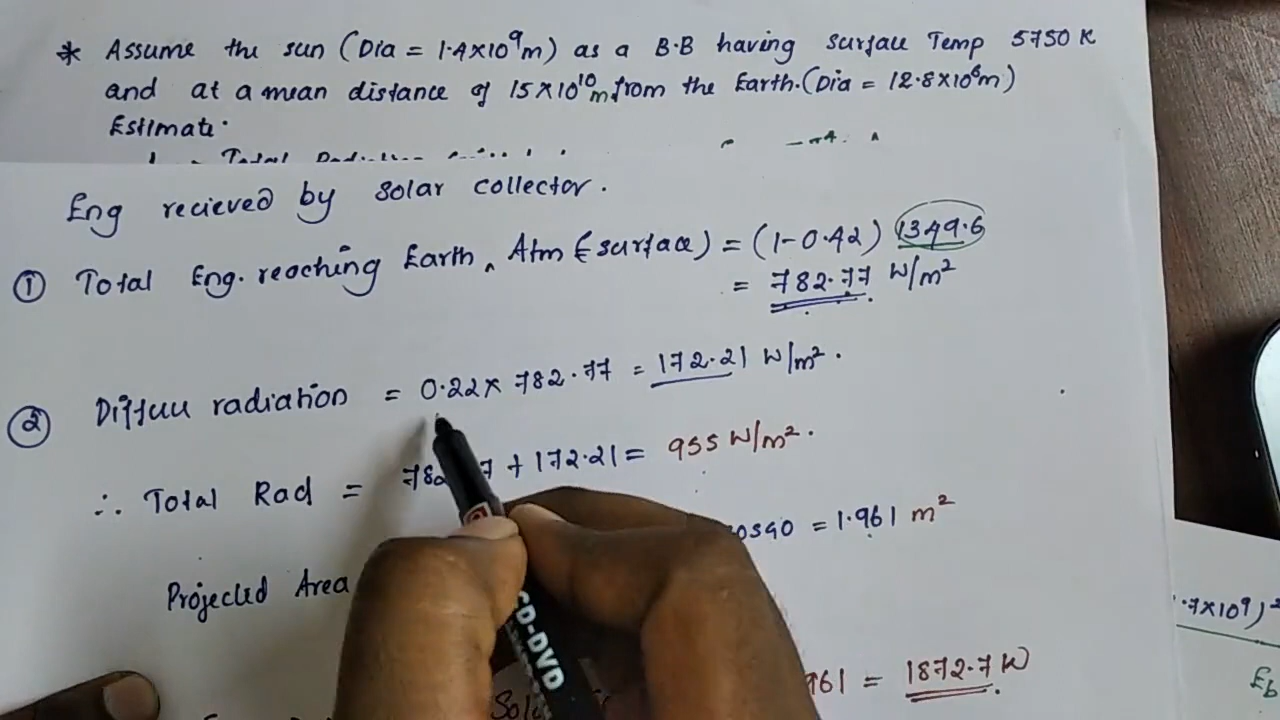 * Assume the sun (Dia = 1.4×10⁹m) as a B.B having surface Temp 5750 K
and at a mean distance of 15×10¹⁰m from the Earth. (Dia = 12.8×10⁶m)
Estimate.
Eng recieved by solar collector.
① Total Eng. reaching Earth Atm (surface) = (1-0.42) 1349.6
= 782.77 W/m²
② Diffuse radiation = 0.22× 782.77 = 172.21 W/m².
∴ Total Rad = + 172.21 = 955 W/m².
Projected Area = 1.961 m²
= 1872.7 W
CD-DVD